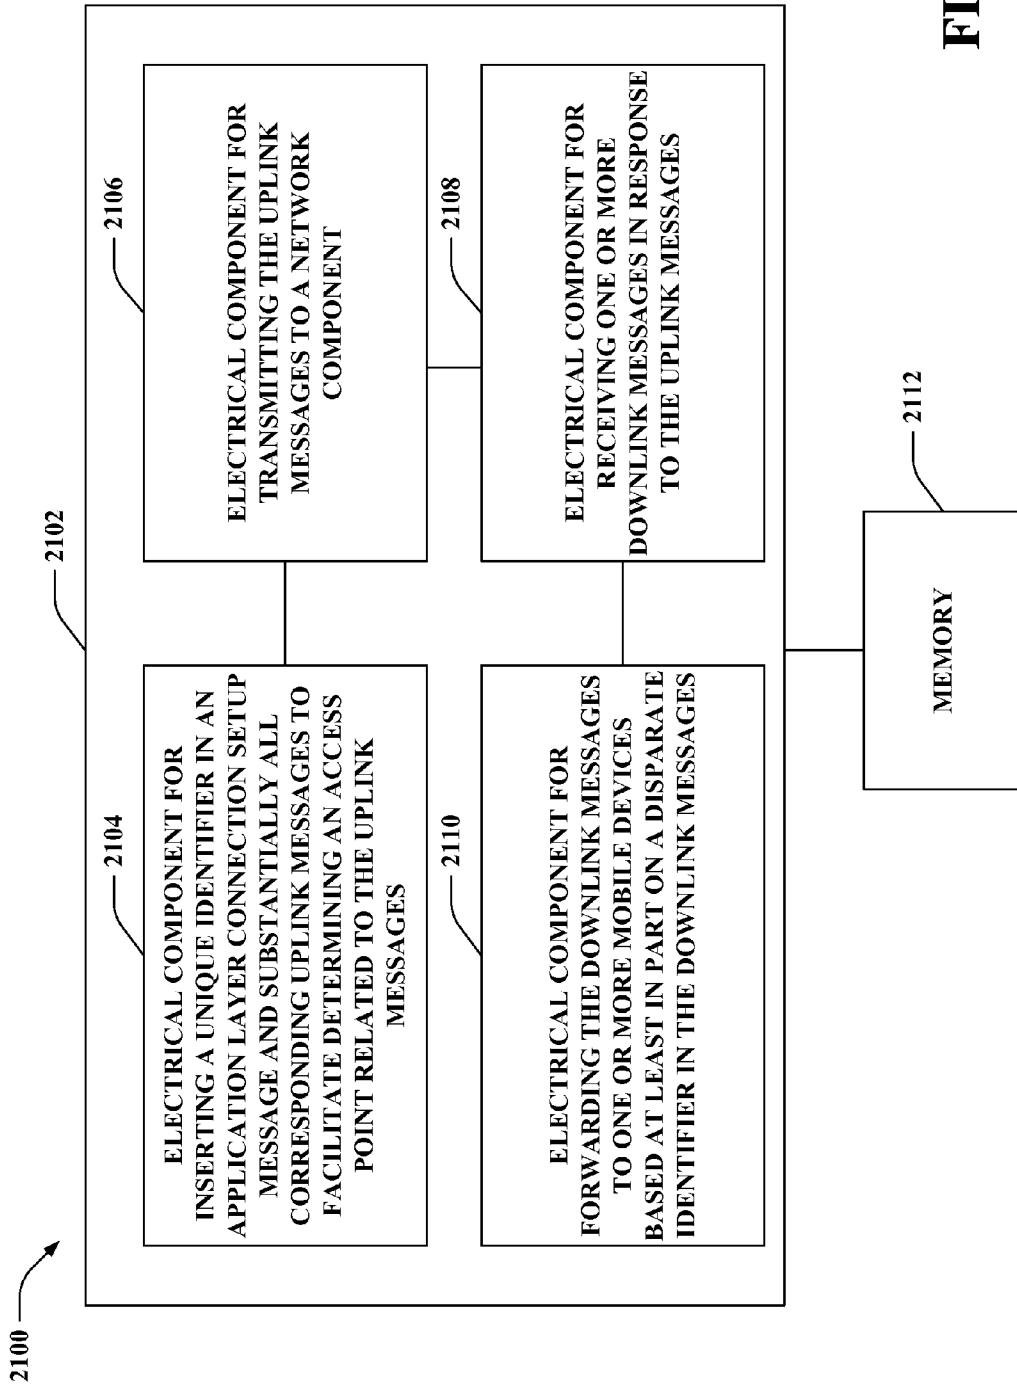 2100
2102
2104
ELECTRICAL COMPONENT FOR
INSERTING A UNIQUE IDENTIFIER IN AN
APPLICATION LAYER CONNECTION SETUP
MESSAGE AND SUBSTANTIALLY ALL
CORRESPONDING UPLINK MESSAGES TO
FACILITATE DETERMINING AN ACCESS
POINT RELATED TO THE UPLINK
MESSAGES
2106
ELECTRICAL COMPONENT FOR
TRANSMITTING THE UPLINK
MESSAGES TO A NETWORK
COMPONENT
2110
ELECTRICAL COMPONENT FOR
FORWARDING THE DOWNLINK MESSAGES
TO ONE OR MORE MOBILE DEVICES
BASED AT LEAST IN PART ON A DISPARATE
IDENTIFIER IN THE DOWNLINK MESSAGES
2108
ELECTRICAL COMPONENT FOR
RECEIVING ONE OR MORE
DOWNLINK MESSAGES IN RESPONSE
TO THE UPLINK MESSAGES
2112
MEMORY